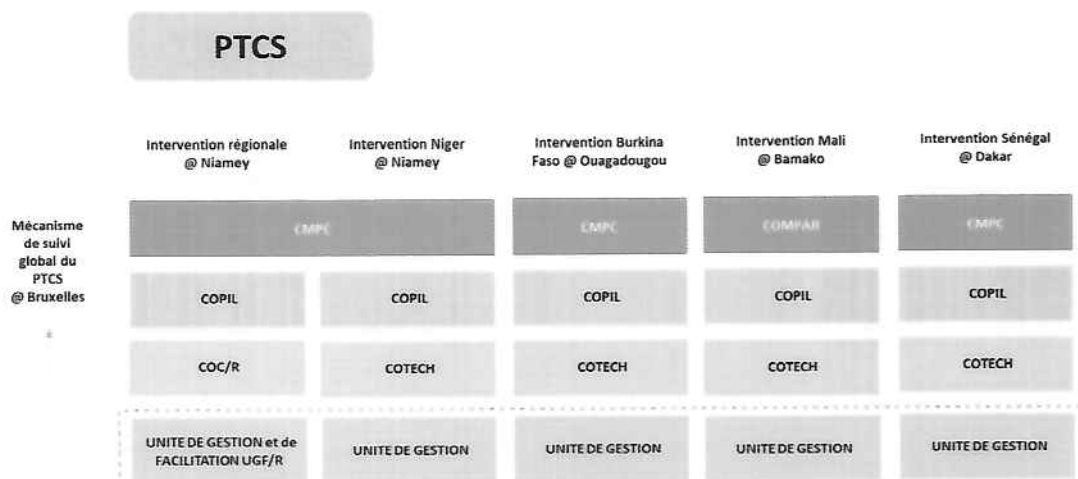 PTCS
Intervention régionale
@ Niamey
Intervention Niger
@ Niamey
Intervention Burkina
Faso @ Ouagadougou
Intervention Mali
@ Bamako
Intervention Sénégal
@ Dakar
Mécanisme
de suivi
global du
PTCS
@ Bruxelles
CMPC
CMPC
COMPAR
CMPC
COPIL
COPIL
COPIL
COPIL
COPIL
COC/R
COTECH
COTECH
COTECH
COTECH
UNITE DE GESTION et de
FACILITATION UGF/R
UNITE DE GESTION
UNITE DE GESTION
UNITE DE GESTION
UNITE DE GESTION